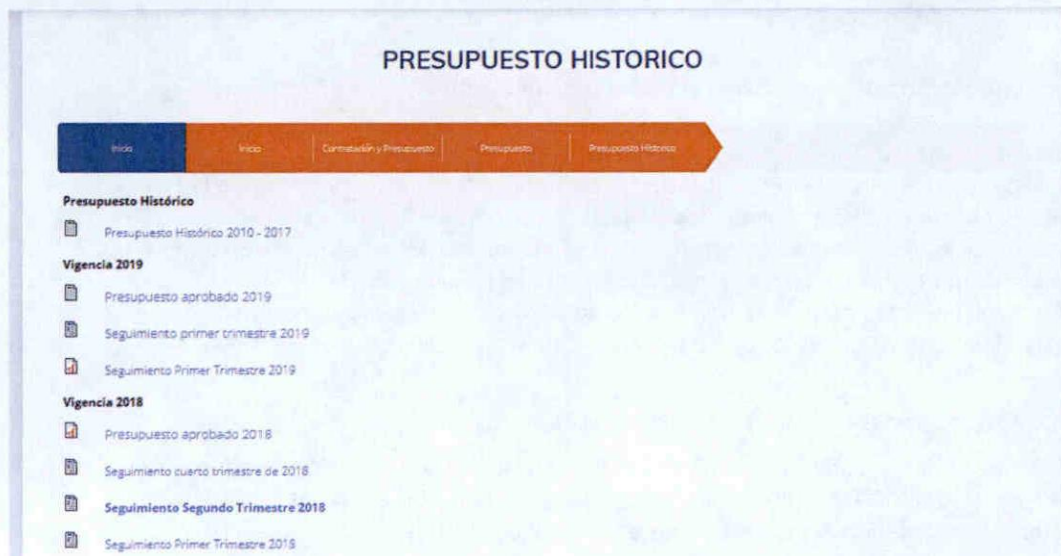 PRESUPUESTO HISTORICO
Inicio Inicio Contratación y Presupuesto Presupuesto Presupuesto Histórico
Presupuesto Histórico
Presupuesto Histórico 2010 - 2017
Vigencia 2019
Presupuesto aprobado 2019
Seguimiento primer trimestre 2019
Seguimiento Primer Trimestre 2019
Vigencia 2018
Presupuesto aprobado 2018
Seguimiento cuarto trimestre de 2018
Seguimiento Segundo Trimestre 2018
Seguimiento Primer Trimestre 2018